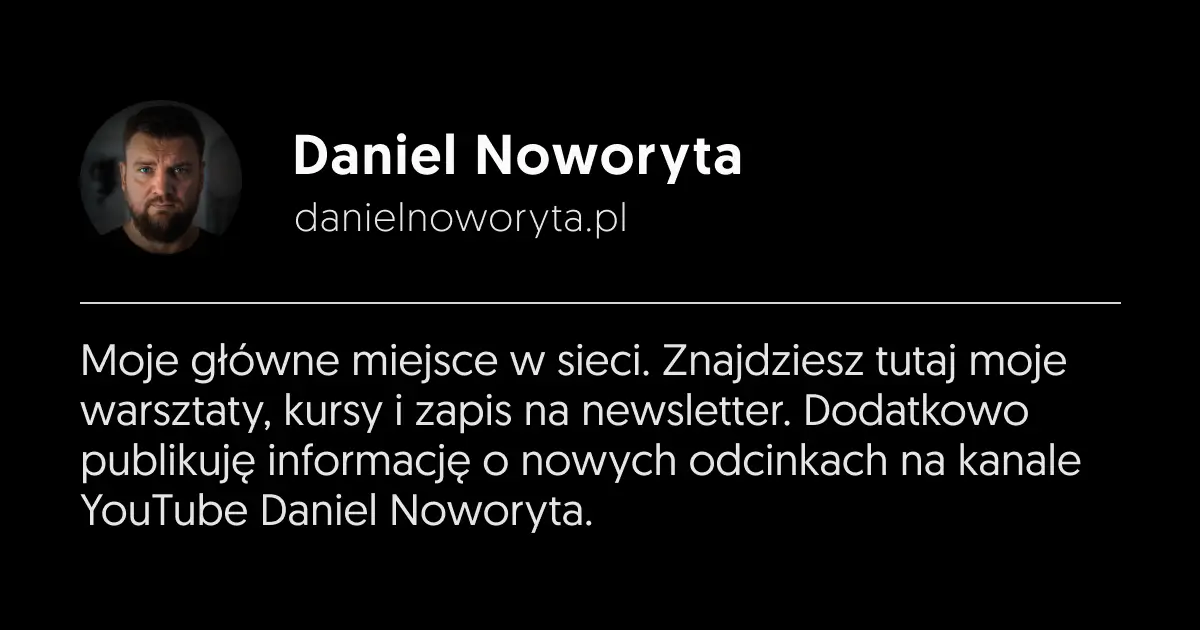 Daniel Noworyta
danielnoworyta.pl
Moje główne miejsce w sieci. Znajdziesz tutaj moje
warsztaty, kursy i zapis na newsletter. Dodatkowo
publikuję informację o nowych odcinkach na kanale
YouTube Daniel Noworyta.